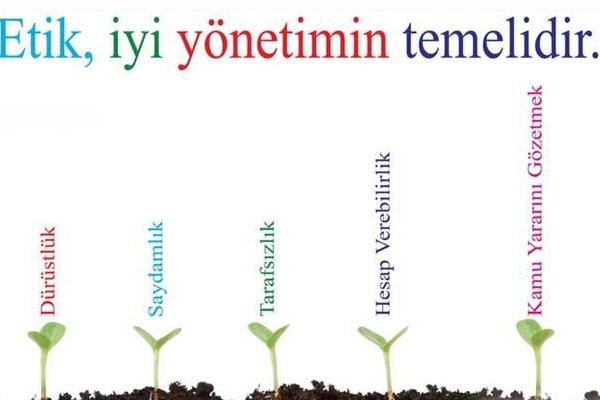 Etik, iyi yönetimin temelidir.
Dürüstlük
Saydamlık
Tarafsızlık
Hesap Verebilirlik
Kamu Yararını Gözetmek